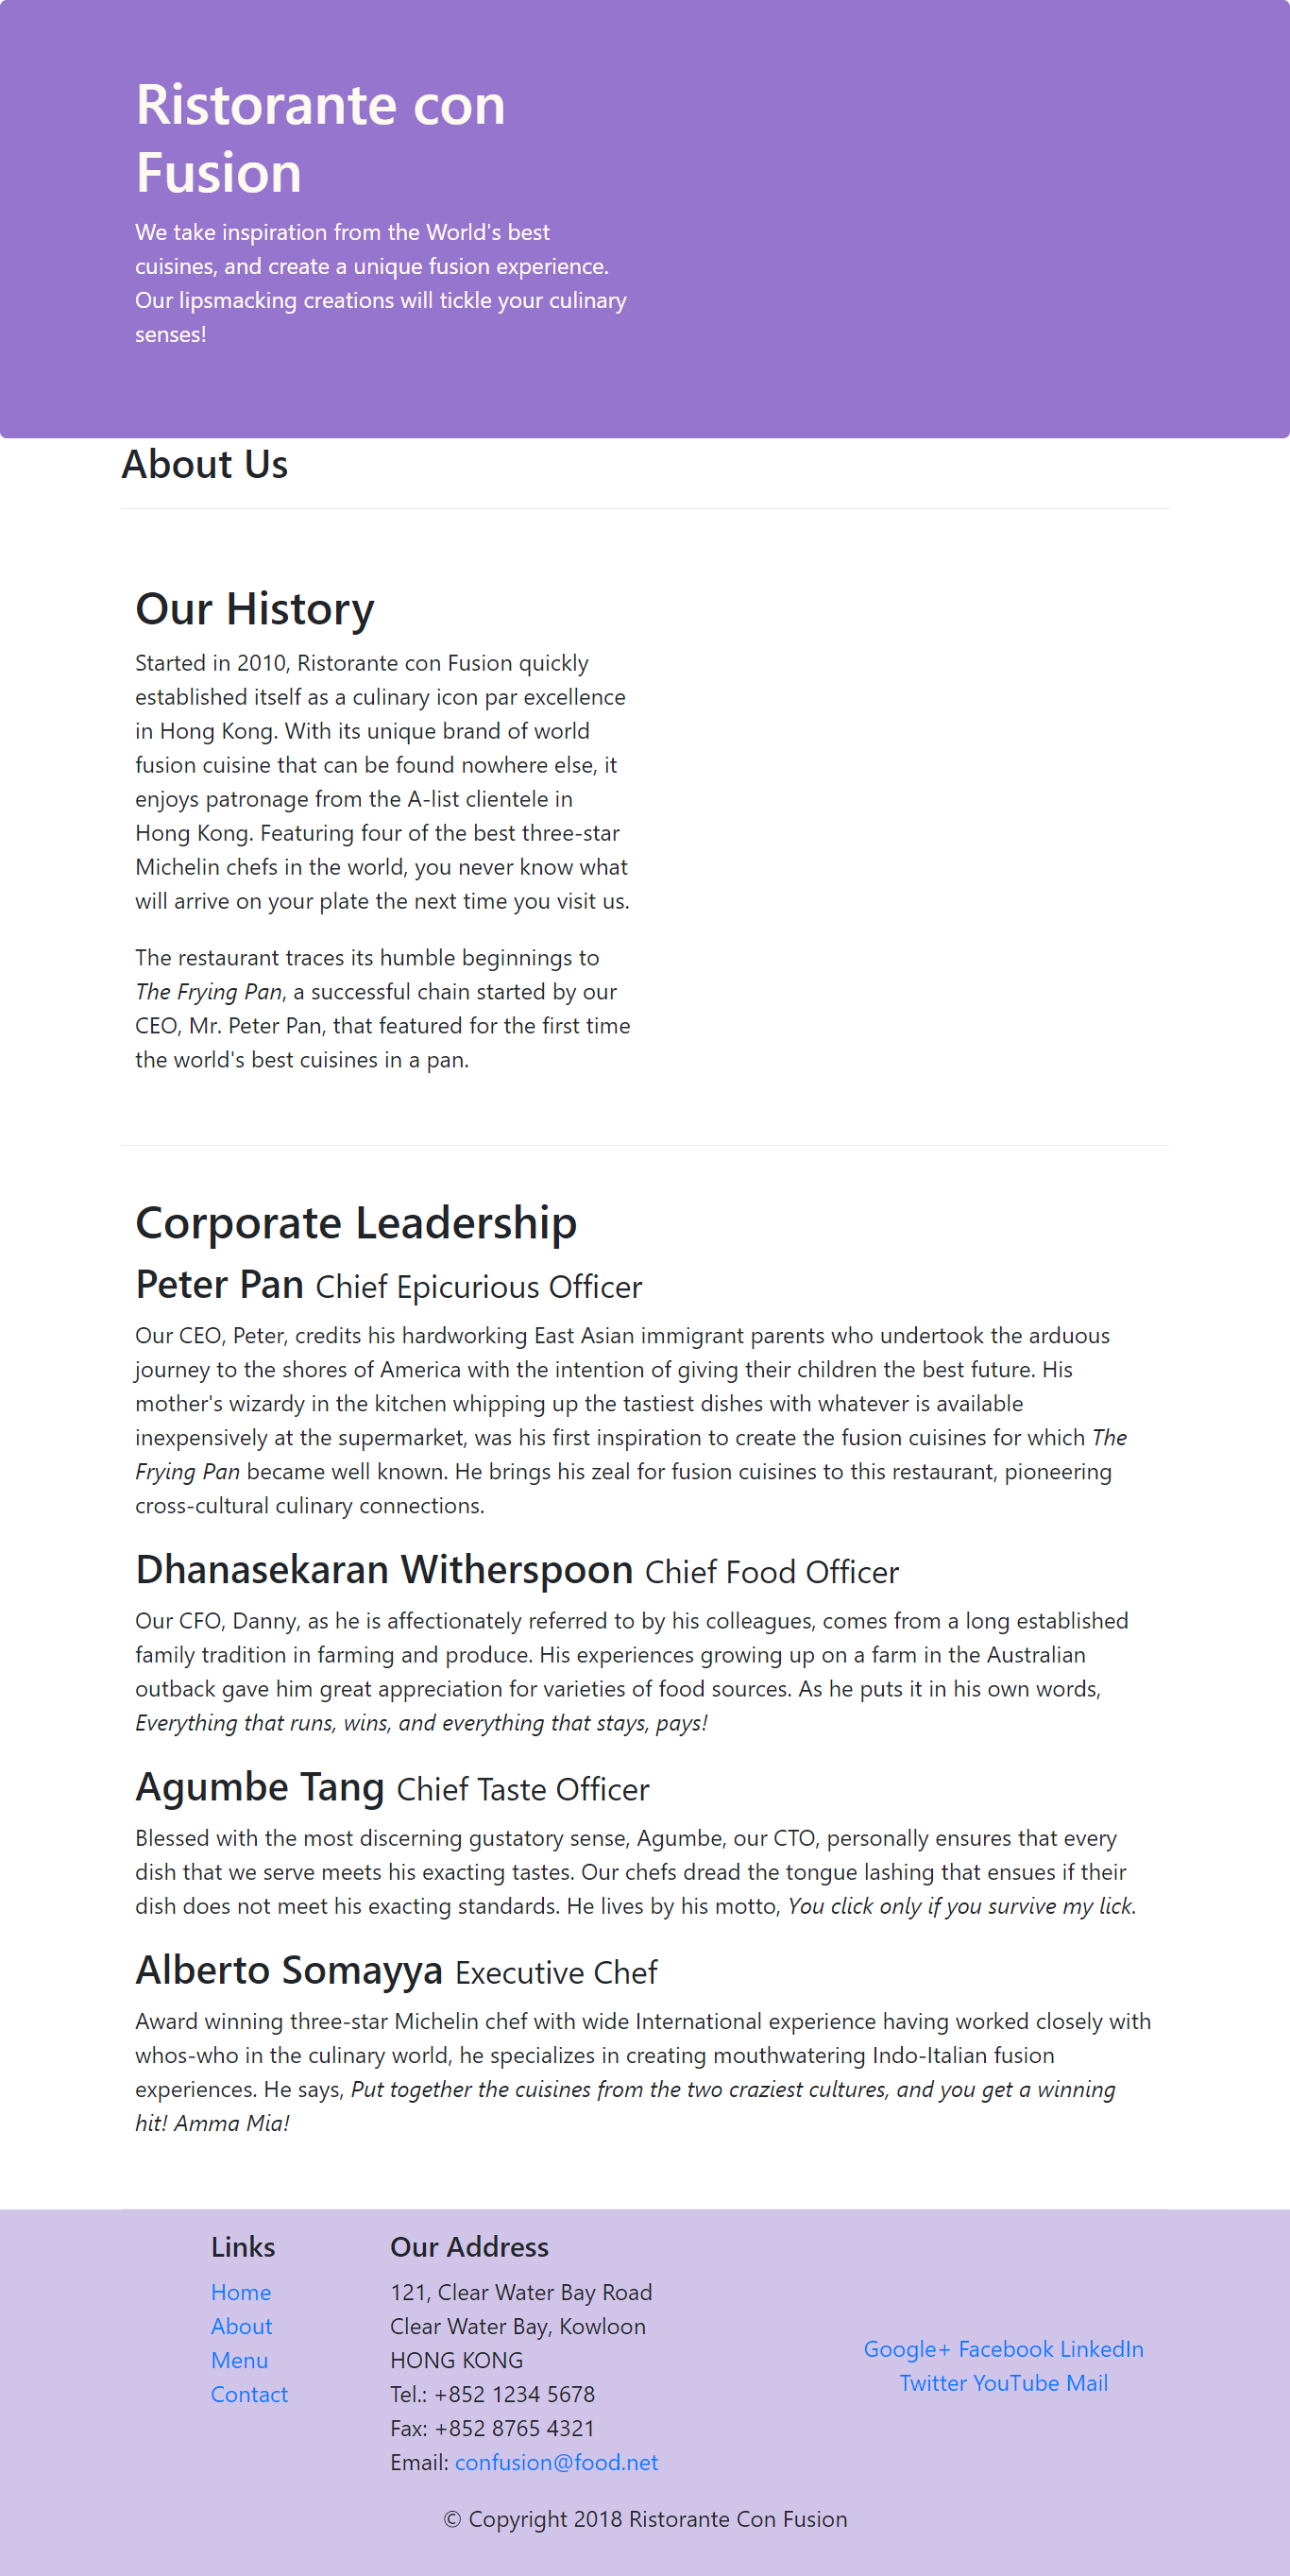 Ristorante con
Fusion
We take inspiration from the World's best
cuisines, and create a unique fusion experience.
Our lipsmacking creations will tickle your culinary
senses!
About Us
Our History
Started in 2010, Ristorante con Fusion quickly
established itself as a culinary icon par excellence
in Hong Kong. With its unique brand of world
fusion cuisine that can be found nowhere else, it
enjoys patronage from the A-list clientele in
Hong Kong. Featuring four of the best three-star
Michelin chefs in the world, you never know what
will arrive on your plate the next time you visit us.
The restaurant traces its humble beginnings to
The Frying Pan, a successful chain started by our
CEO, Mr. Peter Pan, that featured for the first time
the world's best cuisines in a pan.
Corporate Leadership
Peter Pan Chief Epicurious Officer
Our CEO, Peter, credits his hardworking East Asian immigrant parents who undertook the arduous
journey to the shores of America with the intention of giving their children the best future. His
mother's wizardy in the kitchen whipping up the tastiest dishes with whatever is available
inexpensively at the supermarket, was his first inspiration to create the fusion cuisines for which The
Frying Pan became well known. He brings his zeal for fusion cuisines to this restaurant, pioneering
cross-cultural culinary connections.
Dhanasekaran Witherspoon Chief Food Officer
Our CFO, Danny, as he is affectionately referred to by his colleagues, comes from a long established
family tradition in farming and produce. His experiences growing up on a farm in the Australian
outback gave him great appreciation for varieties of food sources. As he puts it in his own words,
Everything that runs, wins, and everything that stays, pays!
Agumbe Tang Chief Taste Officer
Blessed with the most discerning gustatory sense, Agumbe, our CTO, personally ensures that every
dish that we serve meets his exacting tastes. Our chefs dread the tongue lashing that ensues if their
dish does not meet his exacting standards. He lives by his motto, You click only if you survive my lick.
Alberto Somayya Executive Chef
Award winning three-star Michelin chef with wide International experience having worked closely with
whos-who in the culinary world, he specializes in creating mouthwatering Indo-Italian fusion
experiences. He says, Put together the cuisines from the two craziest cultures, and you get a winning
hit! Amma Mia!
Links
Home
About
Menu
Contact
Our Address
121, Clear Water Bay Road
Clear Water Bay, Kowloon
HONG KONG
Tel.: +852 1234 5678
Fax: +852 8765 4321
Email: confusion@food.net
Google+ Facebook LinkedIn
Twitter YouTube Mail
© Copyright 2018 Ristorante Con Fusion